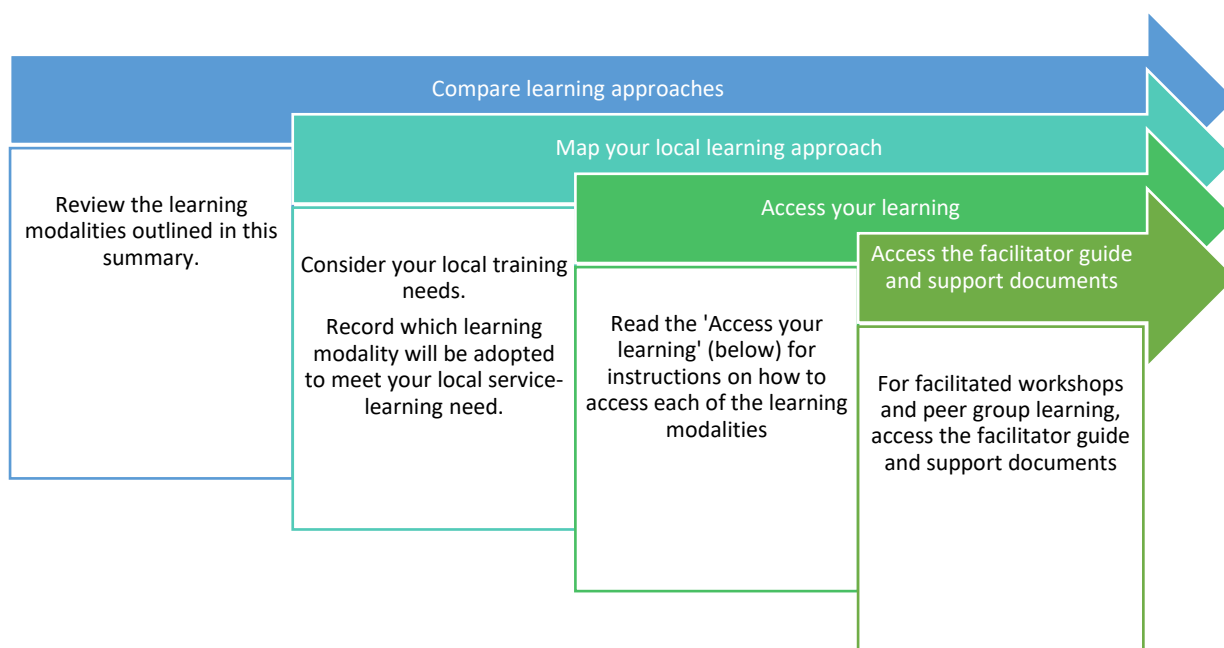 Compare learning approaches
Review the learning
modalities outlined in this
summary.
Map your local learning approach
Consider your local training
needs.
Record which learning
modality will be adopted
to meet your local service-
learning need.
Access your learning
Read the 'Access your
learning' (below) for
instructions on how to
access each of the learning
modalities
Access the facilitator guide
and support documents
For facilitated workshops
and peer group learning,
access the facilitator guide
and support documents